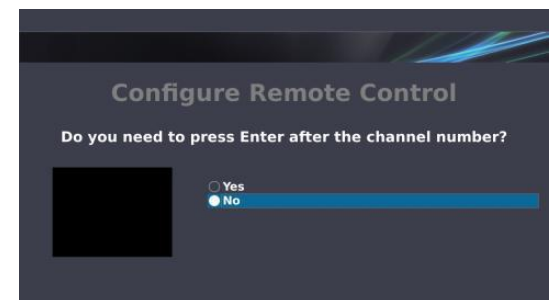 Configure Remote Control
Do you need to press Enter after the channel number?
Yes
No